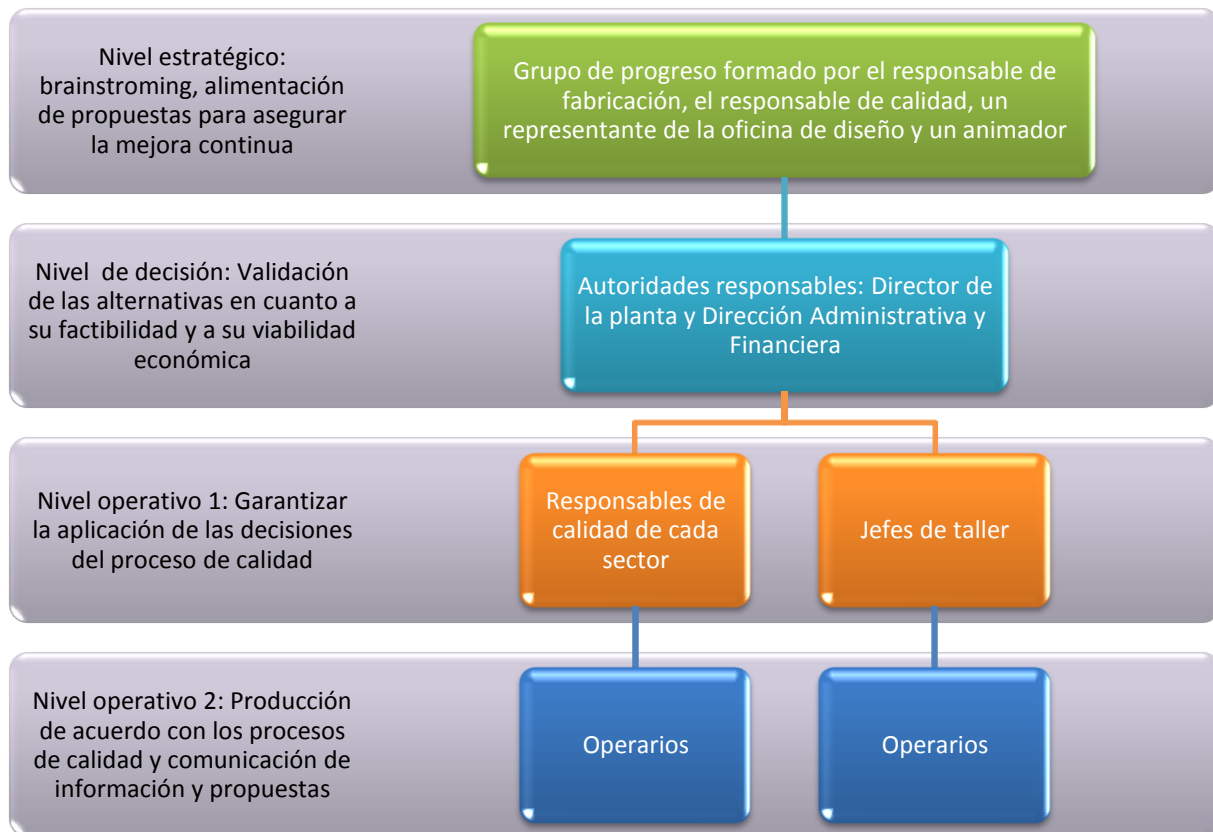 Nivel estratégico:
brainstroming, alimentación
de propuestas para asegurar
la mejora continua
Grupo de progreso formado por el responsable de
fabricación, el responsable de calidad, un
representante de la oficina de diseño y un animador
Nivel de decisión: Validación
de las alternativas en cuanto a
su factibilidad y a su viabilidad
económica
Autoridades responsables: Director de
la planta y Dirección Administrativa y
Financiera
Nivel operativo 1: Garantizar
la aplicación de las decisiones
del proceso de calidad
Responsables de
calidad de cada
sector
Jefes de taller
Nivel operativo 2: Producción
de acuerdo con los procesos
de calidad y comunicación de
información y propuestas
Operarios
Operarios